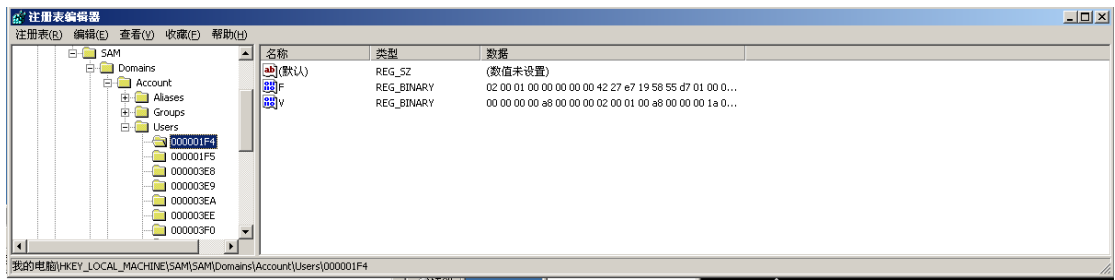 注册表编辑器
注册表(R) 编辑(E) 查看(V) 收藏(F) 帮助(H)
SAM
Domains
Account
Aliases
Groups
Users
000001F4
000001F5
000003E8
000003E9
000003EA
000003EE
000003F0
名称 类型 数据
(默认) REG_SZ (数值未设置)
F REG_BINARY 02 00 01 00 00 00 00 00 42 27 e7 19 58 55 d7 01 00 0...
V REG_BINARY 00 00 00 00 a8 00 00 00 02 00 01 00 a8 00 00 00 1a 0...
我的电脑\HKEY_LOCAL_MACHINE\SAM\SAM\Domains\Account\Users\000001F4